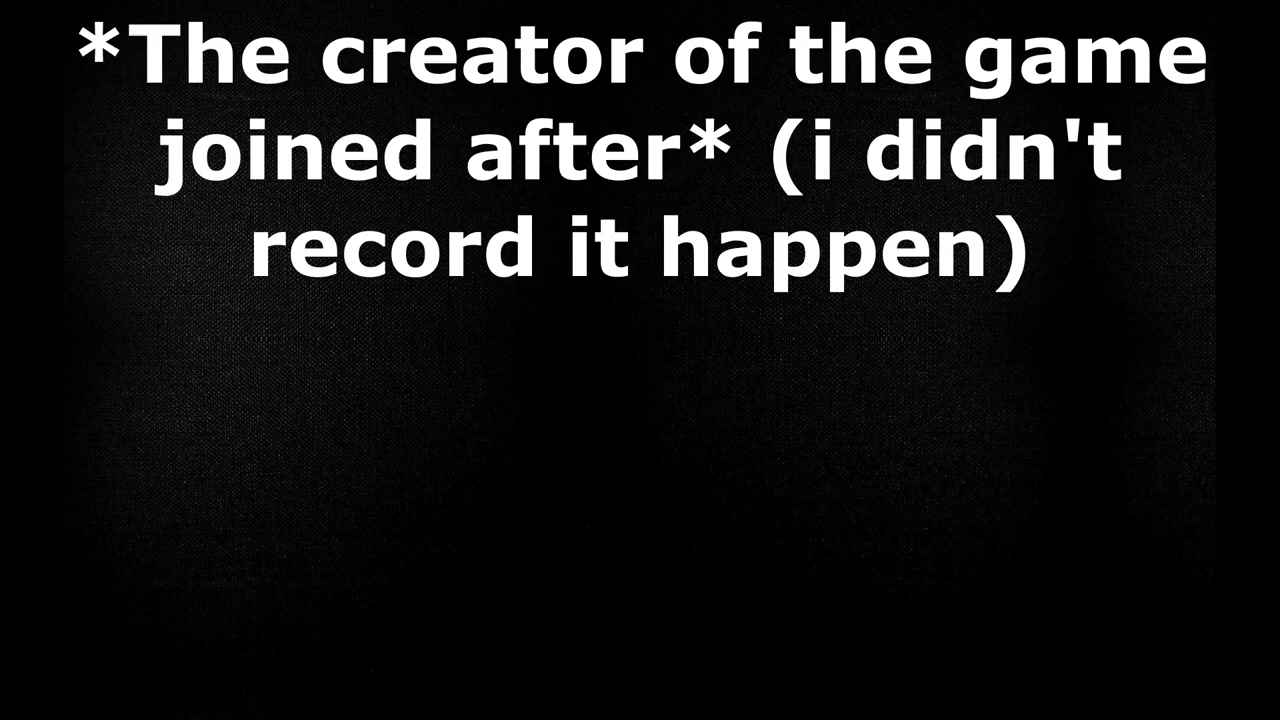 *The creator of the game
joined after* (i didn't
record it happen)